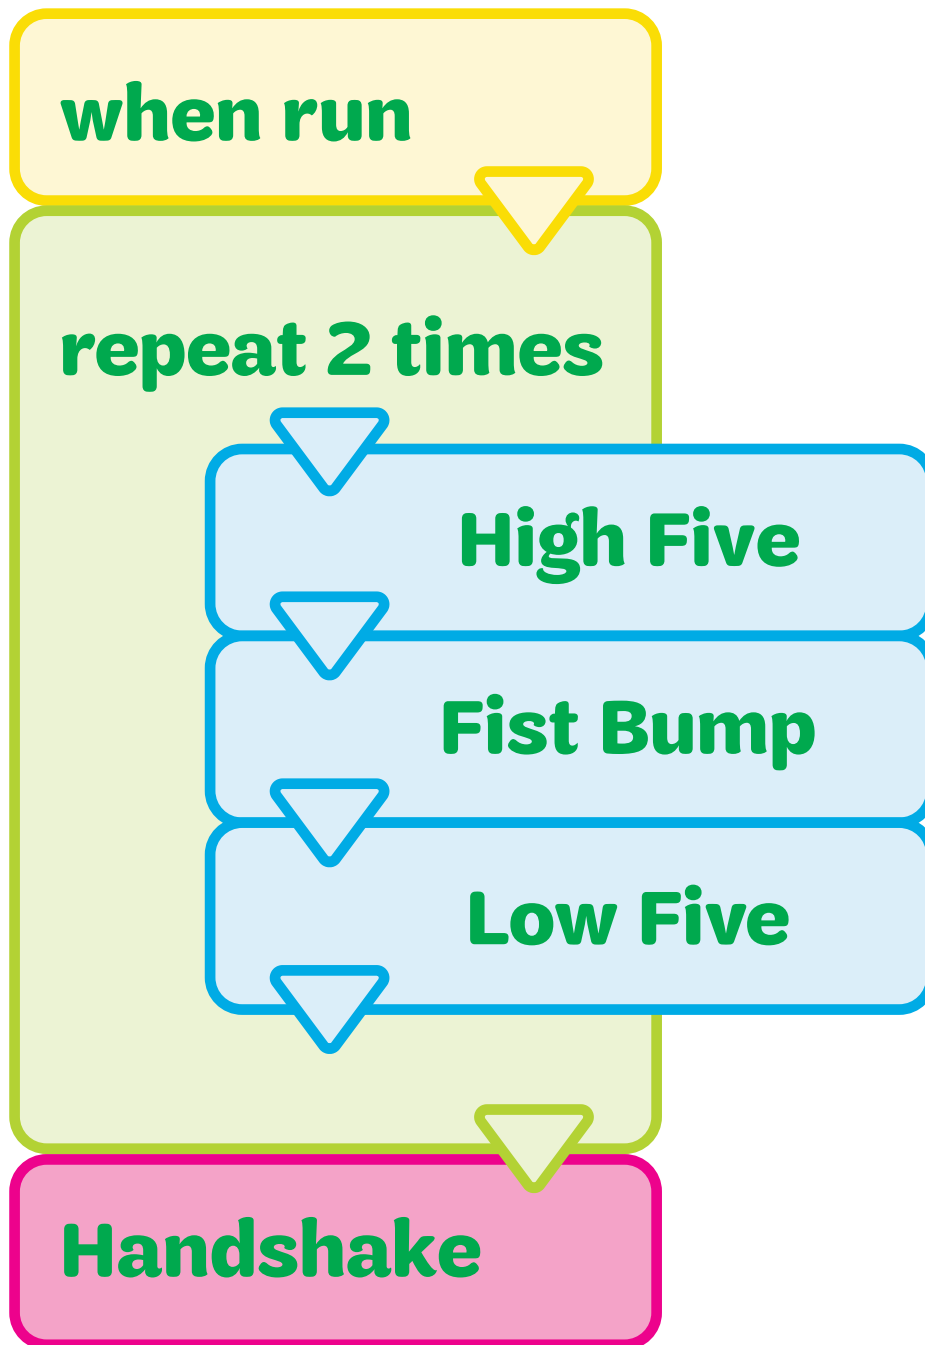 when run
repeat 2 times
High Five
Fist Bump
Low Five
Handshake